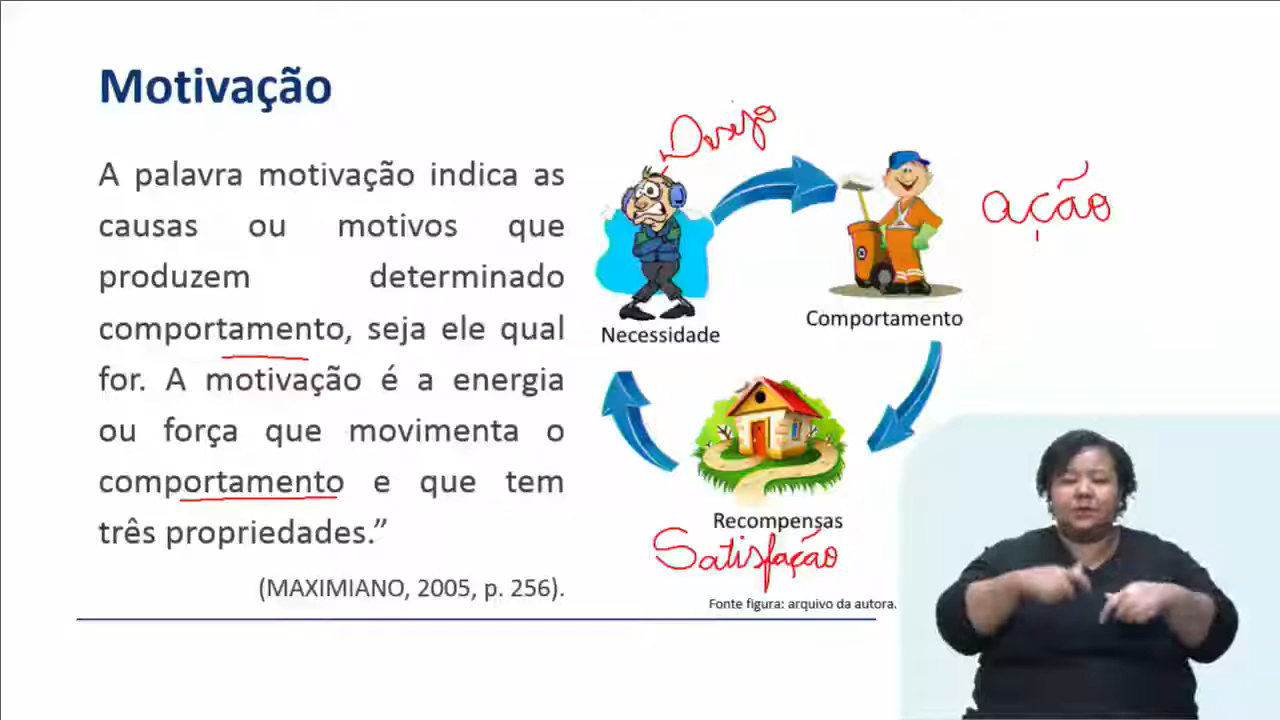 Motivação
A palavra motivação indica as
causas ou motivos que
produzem determinado
comportamento, seja ele qual
for. A motivação é a energia
ou força que movimenta o
comportamento e que tem
três propriedades.”
(MAXIMIANO, 2005, p. 256).
Desejo
ação
Necessidade
Comportamento
Recompensas
Satisfação
Fonte figura: arquivo da autora.